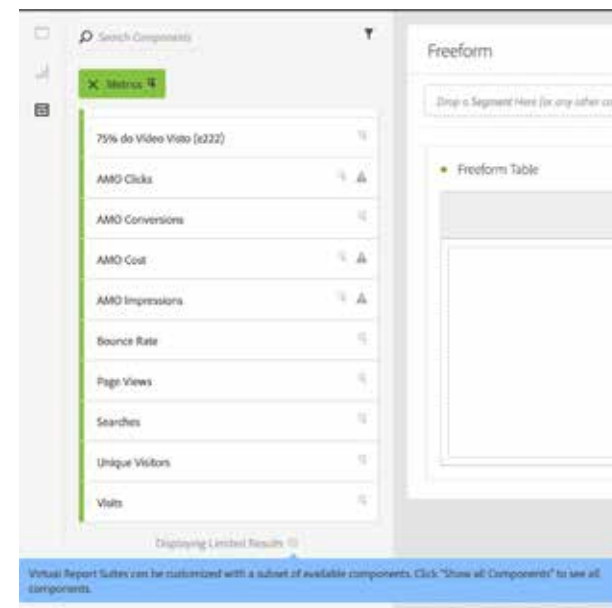 Search Components
Metrics
75% do Video Visto (e222)
AMO Clicks
AMO Conversions
AMO Cost
AMO Impressions
Bounce Rate
Page Views
Searches
Unique Visitors
Visits
Displaying Limited Results
Freeform
Drop a Segment Here (or any other
Freeform Table
Virtual Report Suites can be customized with a subset of available components. Click "Show all Components" to see all
components.